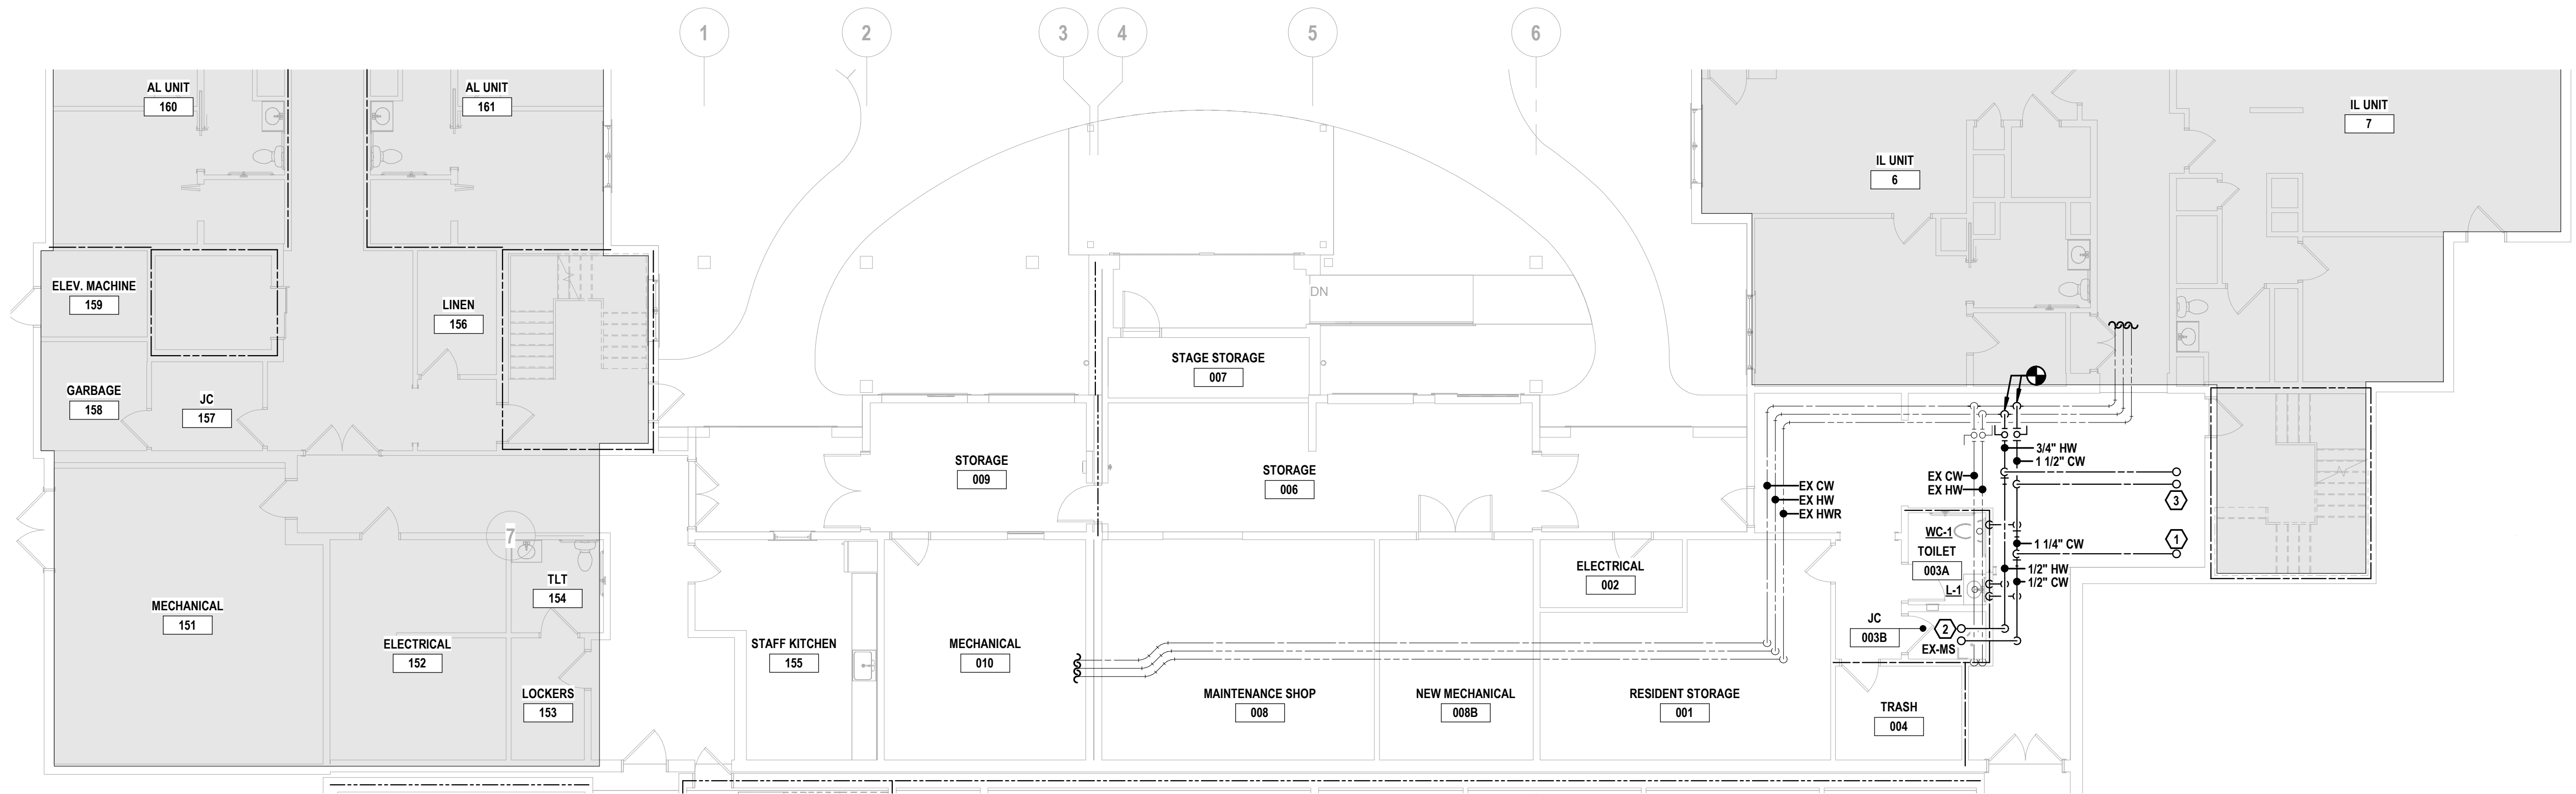 1
2
3
4
5
6
AL UNIT
160
AL UNIT
161
IL UNIT
7
IL UNIT
6
ELEV. MACHINE
159
LINEN
156
DN
STAGE STORAGE
007
GARBAGE
158
JC
157
STORAGE
009
STORAGE
006
3/4" HW
1 1/2" CW
EX CW
EX HW
EX CW
EX HW
EX HWR
3
7
WC-1
TOILET
003A
1
1 1/4" CW
1/2" HW
1/2" CW
L-1
TLT
154
ELECTRICAL
002
MECHANICAL
151
ELECTRICAL
152
STAFF KITCHEN
155
MECHANICAL
010
JC
003B
2
EX-MS
LOCKERS
153
MAINTENANCE SHOP
008
NEW MECHANICAL
008B
RESIDENT STORAGE
001
TRASH
004